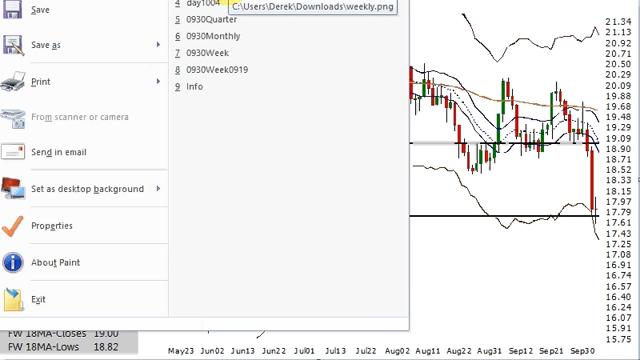 Save
Save as
Print
From scanner or camera
Send in email
Set as desktop background
Properties
About Paint
Exit
4 day1004
C:\Users\Derek\Downloads\weekly.png
5 0930Quarter
6 0930Monthly
7 0930Week
8 0930Week0919
9 Info
21.34
21.13
20.92
20.71
20.50
21.29
20.09
19.88
19.68
19.48
19.29
19.09
18.90
18.71
18.52
18.33
18.15
17.97
17.79
17.61
17.43
17.25
17.08
16.91
16.74
16.57
16.40
16.23
16.07
15.91
15.75
FW 18MA-Closes 19.00
FW 18MA-Lows 18.82
May23 Jun02 Jun13 Jun22 Jul01 Jul13 Jul22 Aug02 Aug11 Aug22 Aug31 Sep12 Sep21 Sep30